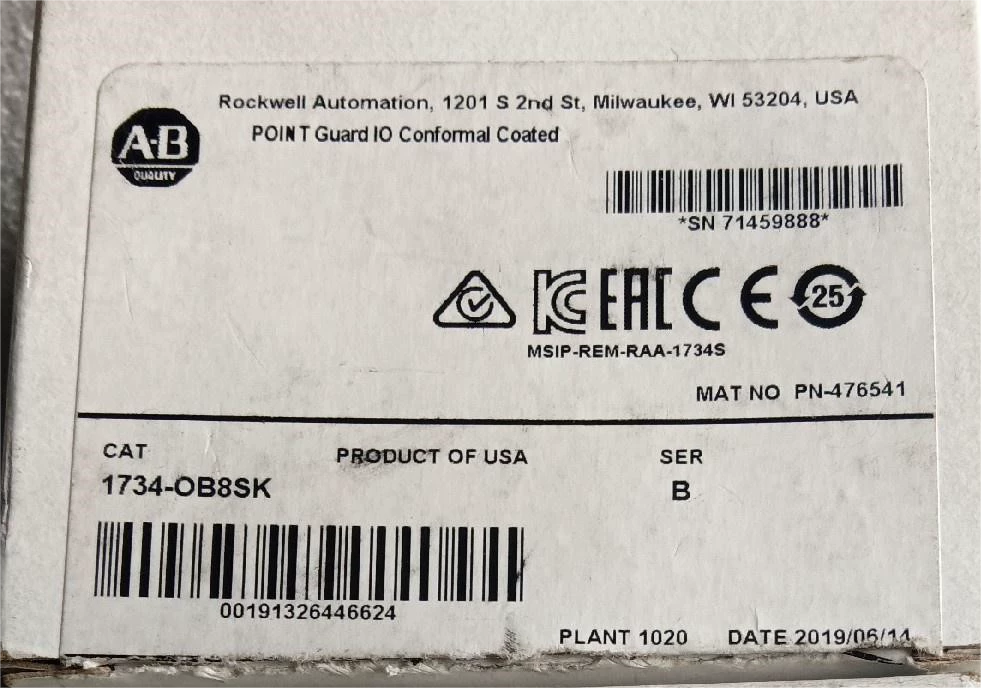 Rockwell Automation, 1201 S 2nd St, Milwaukee, WI 53204, USA
A·B
QUALITY
POINT Guard IO Conformal Coated
*SN 71459888*
KC EAC CE 25
MSIP-REM-RAA-1734S
MAT NO PN-476541
CAT PRODUCT OF USA SER
1734-OB8SK B
00191326446624
PLANT 1020 DATE 2019/06/14